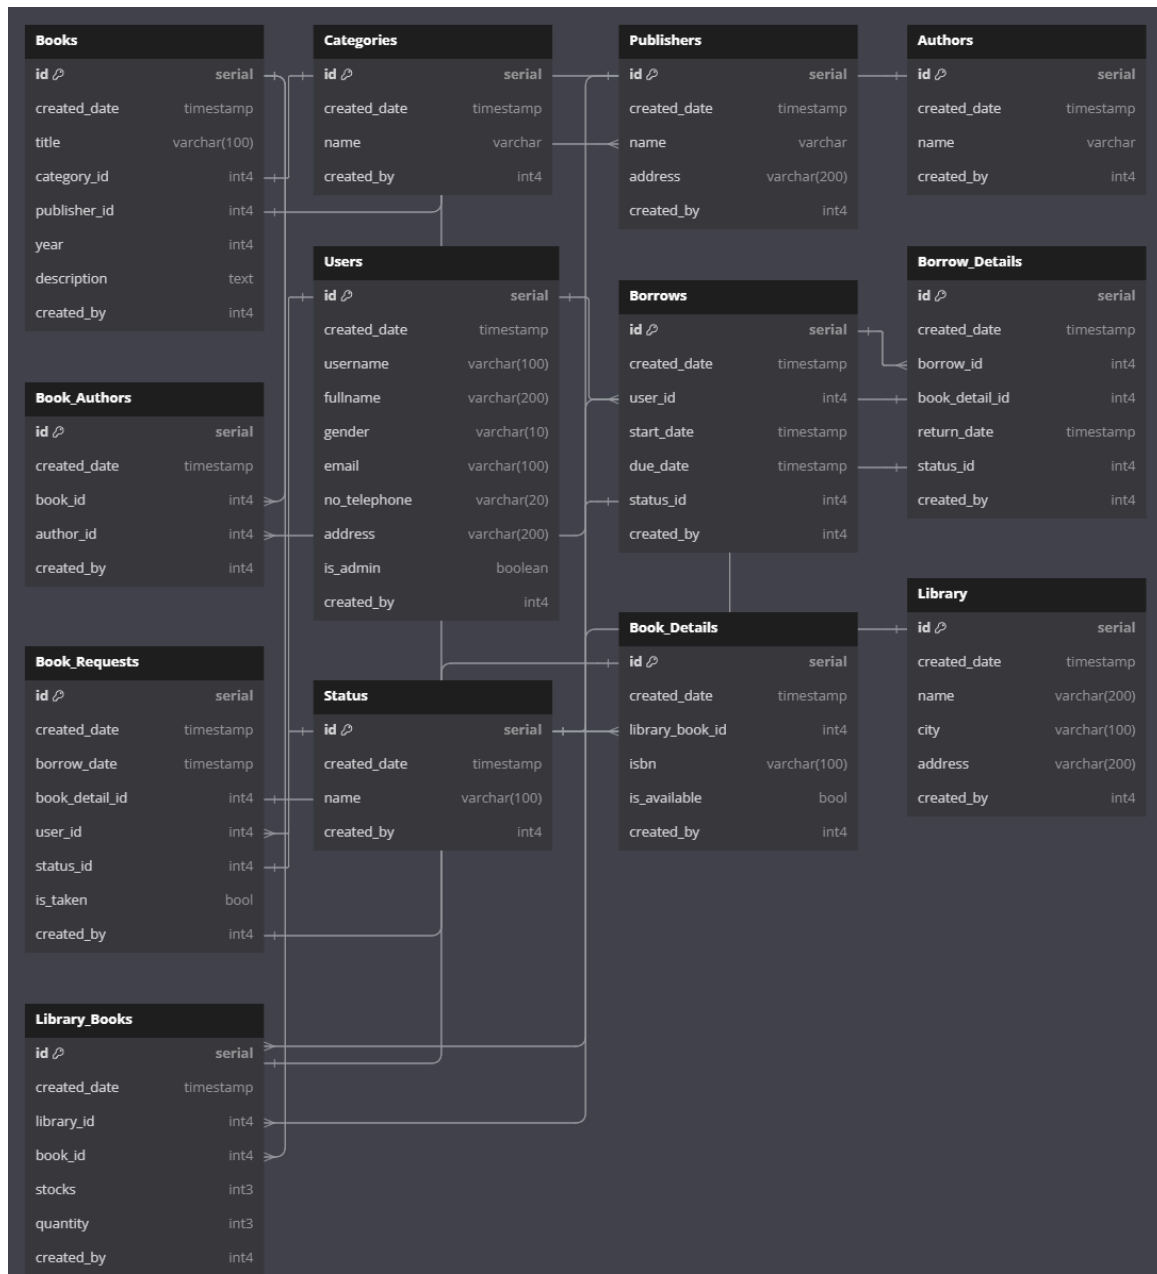 Books
id serial
created_date timestamp
title varchar(100)
category_id int4
publisher_id int4
year int4
description text
created_by int4
Categories
id serial
created_date timestamp
name varchar
created_by int4
Publishers
id serial
created_date timestamp
name varchar
address varchar(200)
created_by int4
Authors
id serial
created_date timestamp
name varchar
created_by int4
Users
id serial
created_date timestamp
username varchar(100)
fullname varchar(200)
gender varchar(10)
email varchar(100)
no_telephone varchar(20)
address varchar(200)
is_admin boolean
created_by int4
Borrows
id serial
created_date timestamp
user_id int4
start_date timestamp
due_date timestamp
status_id int4
created_by int4
Borrow_Details
id serial
created_date timestamp
borrow_id int4
book_detail_id int4
return_date timestamp
status_id int4
created_by int4
Book_Authors
id serial
created_date timestamp
book_id int4
author_id int4
created_by int4
Book_Requests
id serial
created_date timestamp
borrow_date timestamp
book_detail_id int4
user_id int4
status_id int4
is_taken bool
created_by int4
Status
id serial
created_date timestamp
name varchar(100)
created_by int4
Book_Details
id serial
created_date timestamp
library_book_id int4
isbn varchar(100)
is_available bool
created_by int4
Library
id serial
created_date timestamp
name varchar(200)
city varchar(100)
address varchar(200)
created_by int4
Library_Books
id serial
created_date timestamp
library_id int4
book_id int4
stocks int3
quantity int3
created_by int4